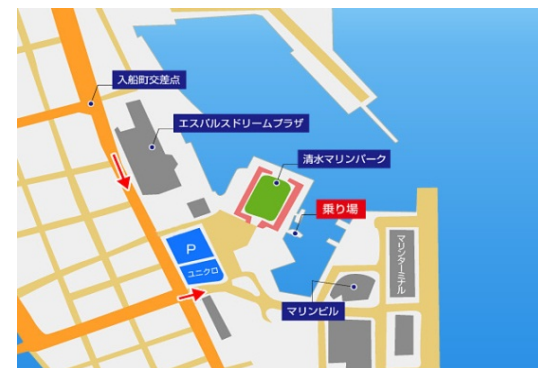 入船町交差点
エスパルスドリームプラザ
清水マリンパーク
乗り場
P
ユニクロ
マリンターミナル
マリンビル